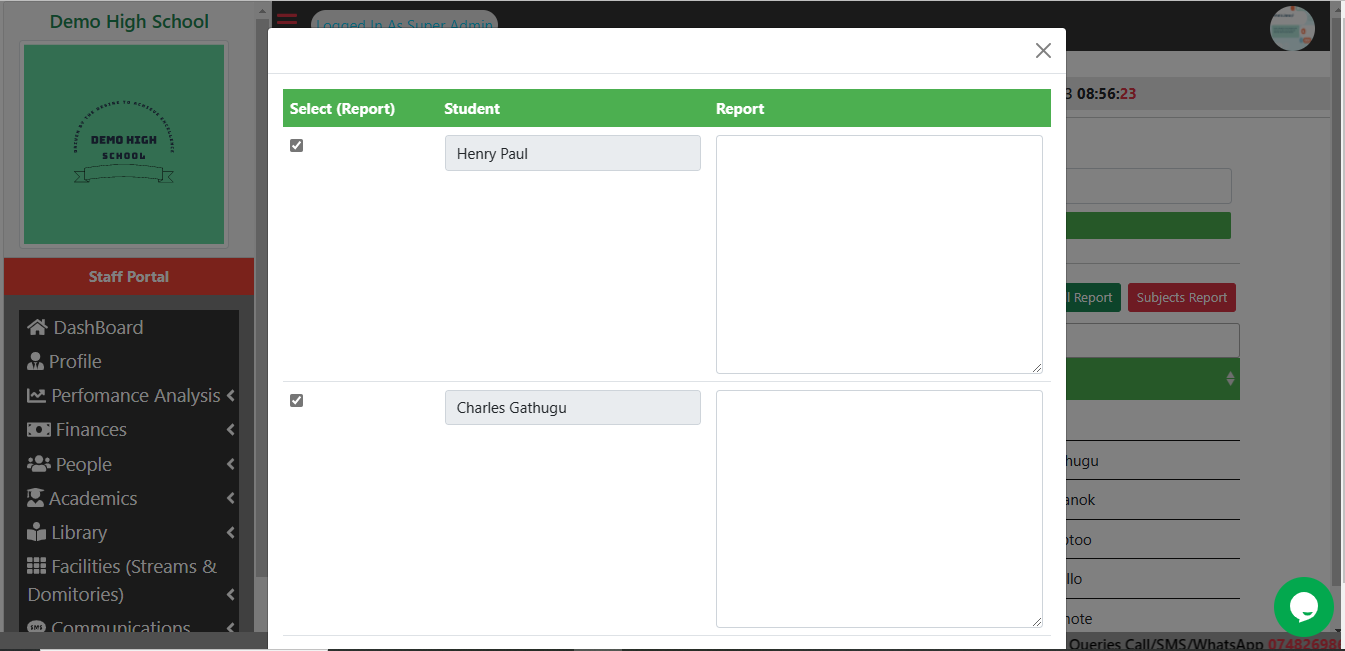 Demo High School
Logged In As Super Admin
DEMO HIGH
SCHOOL
Staff Portal
DashBoard
Profile
Perfomance Analysis
Finances
People
Academics
Library
Facilities (Streams &
Domitories)
SMS Communications
Select (Report) Student Report
Henry Paul
Charles Gathugu
3 08:56:23
l Report Subjects Report
hugu
anok
otoo
llo
note
Queries Call/SMS/WhatsApp 07482698